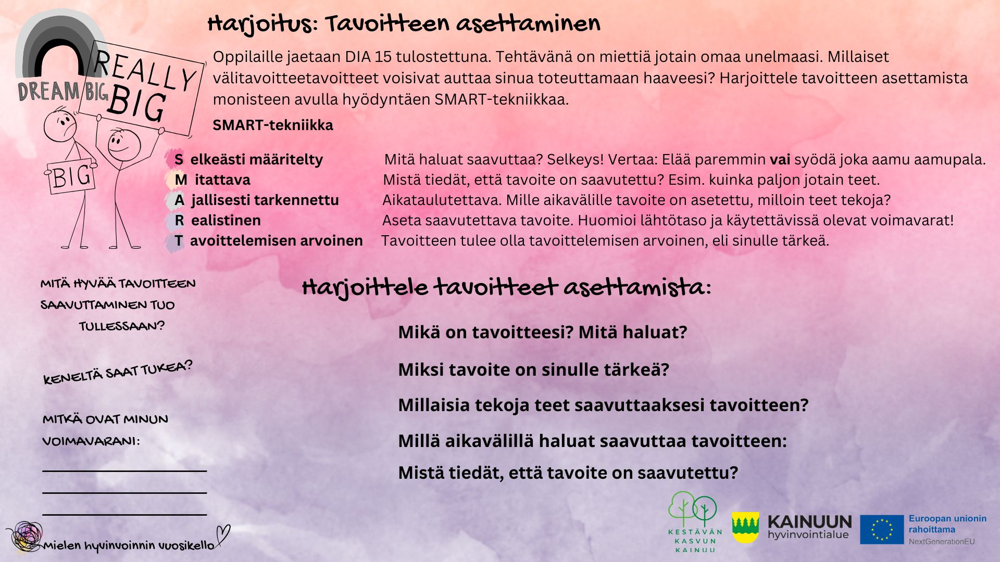 Harjoitus: Tavoitteen asettaminen
Oppilaille jaetaan DIA 15 tulostettuna. Tehtävänä on miettiä jotain omaa unelmaasi. Millaiset
välitavoitteetavoitteet voisivat auttaa sinua toteuttamaan haaveesi? Harjoittele tavoitteen asettamista
monisteen avulla hyödyntäen SMART-tekniikkaa.
SMART-tekniikka
DREAM BIG
REALLY
BIG
BIG
S elkeästi määritelty Mitä haluat saavuttaa? Selkeys! Vertaa: Elää paremmin vai syödä joka aamu aamupala.
M itattava Mistä tiedät, että tavoite on saavutettu? Esim. kuinka paljon jotain teet.
A jallisesti tarkennettu Aikataulutettava. Mille aikavälille tavoite on asetettu, milloin teet tekoja?
R ealistinen Aseta saavutettava tavoite. Huomioi lähtötaso ja käytettävissä olevat voimavarat!
T avoittelemisen arvoinen Tavoitteen tulee olla tavoittelemisen arvoinen, eli sinulle tärkeä.
MITÄ HYVÄÄ TAVOITTEEN
SAAVUTTAMINEN TUO
TULLESSAAN?
KENELTÄ SAAT TUKEA?
MITKÄ OVAT MINUN
VOIMAVARANI:
Harjoittele tavoitteet asettamista:
Mikä on tavoitteesi? Mitä haluat?
Miksi tavoite on sinulle tärkeä?
Millaisia tekoja teet saavuttaaksesi tavoitteen?
Millä aikavälillä haluat saavuttaa tavoitteen:
Mistä tiedät, että tavoite on saavutettu?
Mielen hyvinvoinnin vuosikello
KESTÄVÄN
KASVUN
KAINUU
KAINUUN
hyvinvointialue
Euroopan unionin
rahoittama
NextGenerationEU